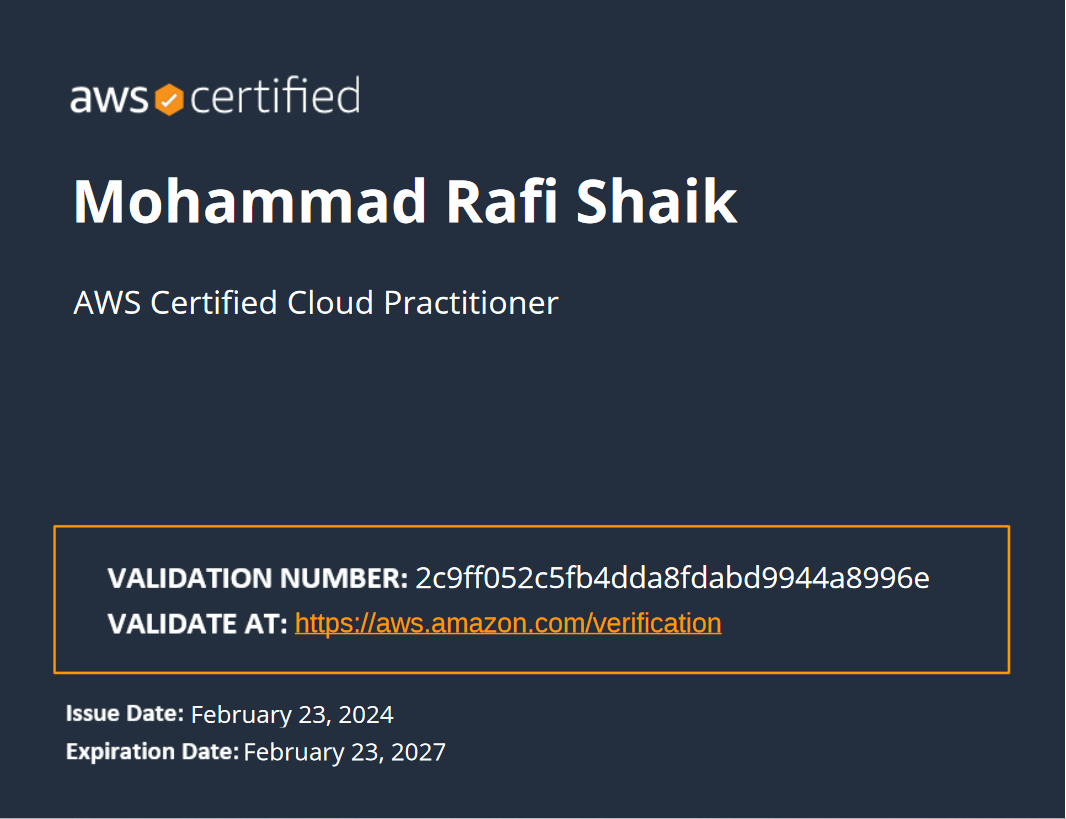 aws certified
Mohammad Rafi Shaik
AWS Certified Cloud Practitioner
VALIDATION NUMBER: 2c9ff052c5fb4dda8fdabd9944a8996e
VALIDATE AT: https://aws.amazon.com/verification
Issue Date: February 23, 2024
Expiration Date: February 23, 2027